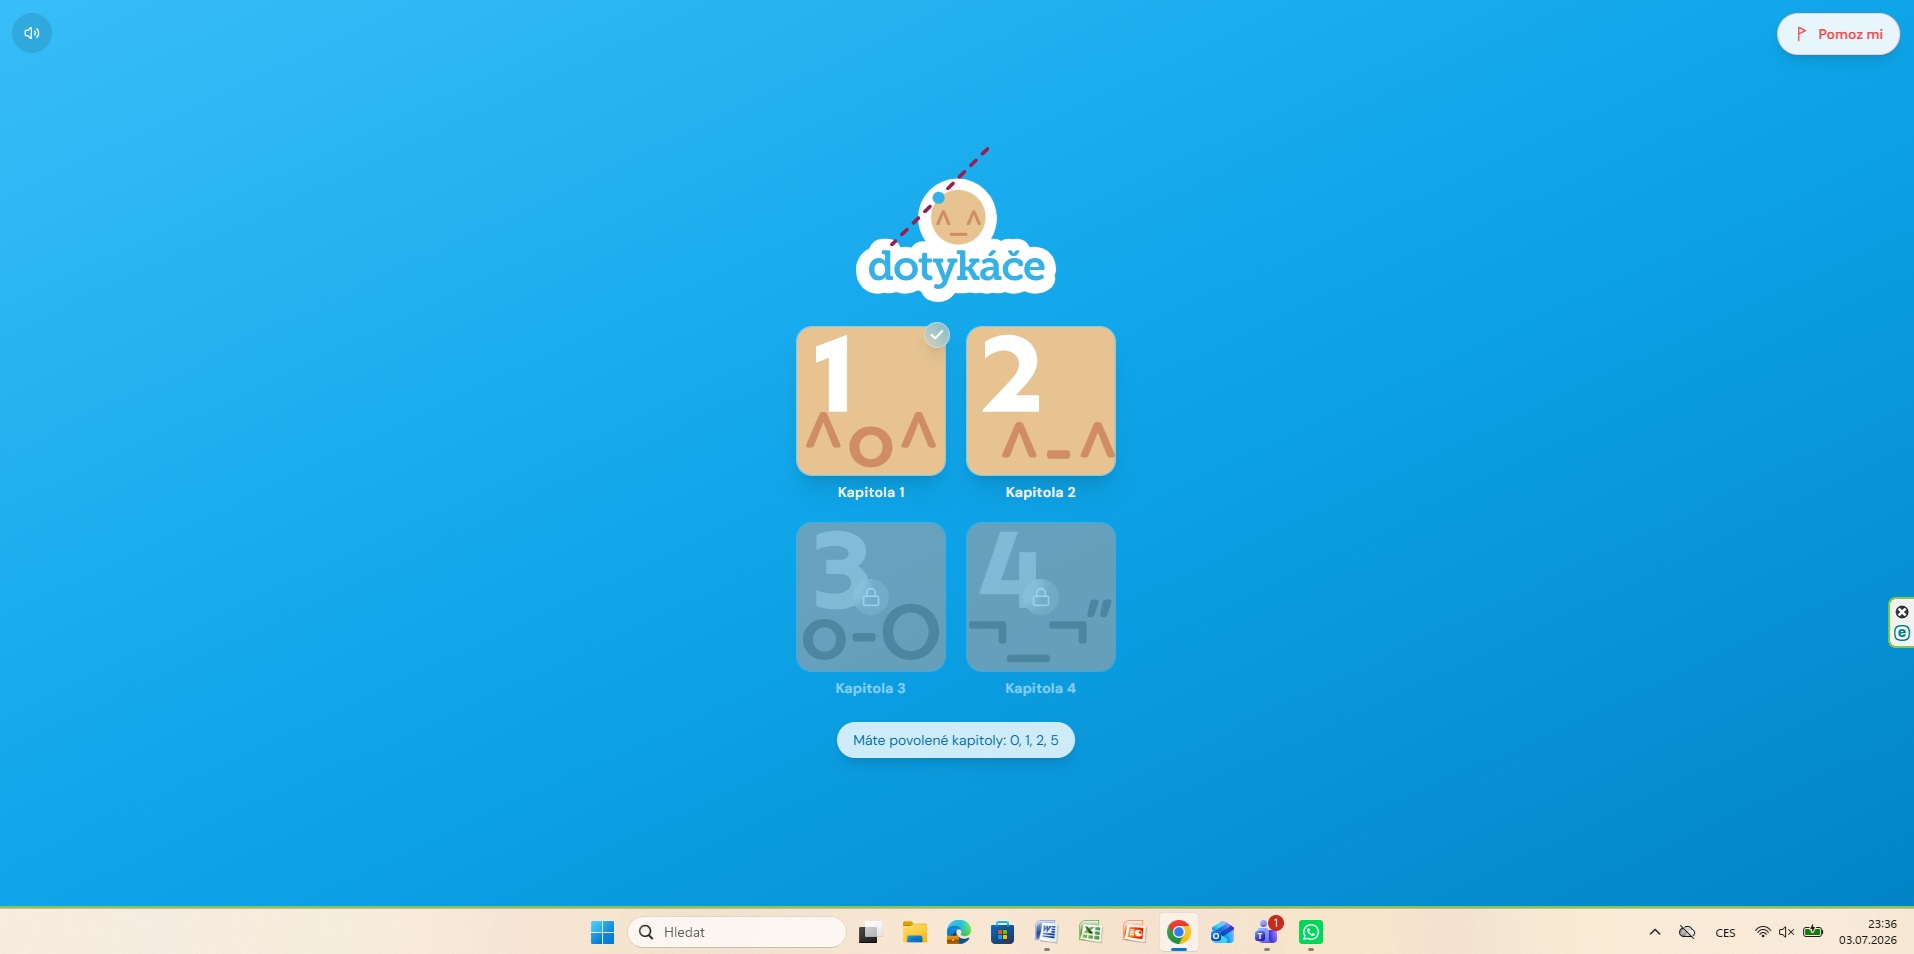 Pomoz mi
dotykáče
1
2
^o^
^-^
Kapitola 1
Kapitola 2
3
4
o-O
¬_¬"
Kapitola 3
Kapitola 4
Máte povolené kapitoly: 0, 1, 2, 5
Hledat
1
CES
23:36
03.07.2026